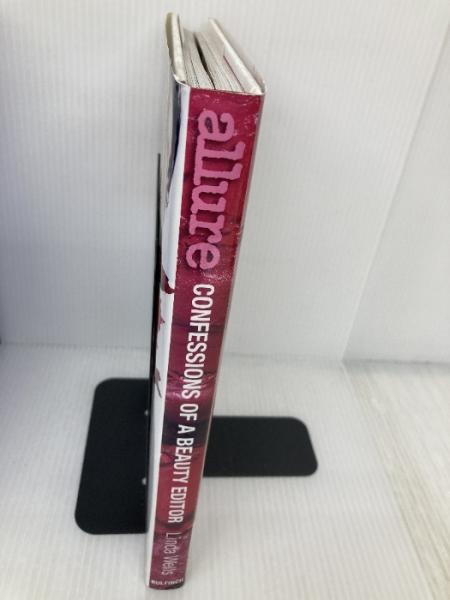 allure
CONFESSIONS OF A BEAUTY EDITOR
Linda Wells
BULFINCH